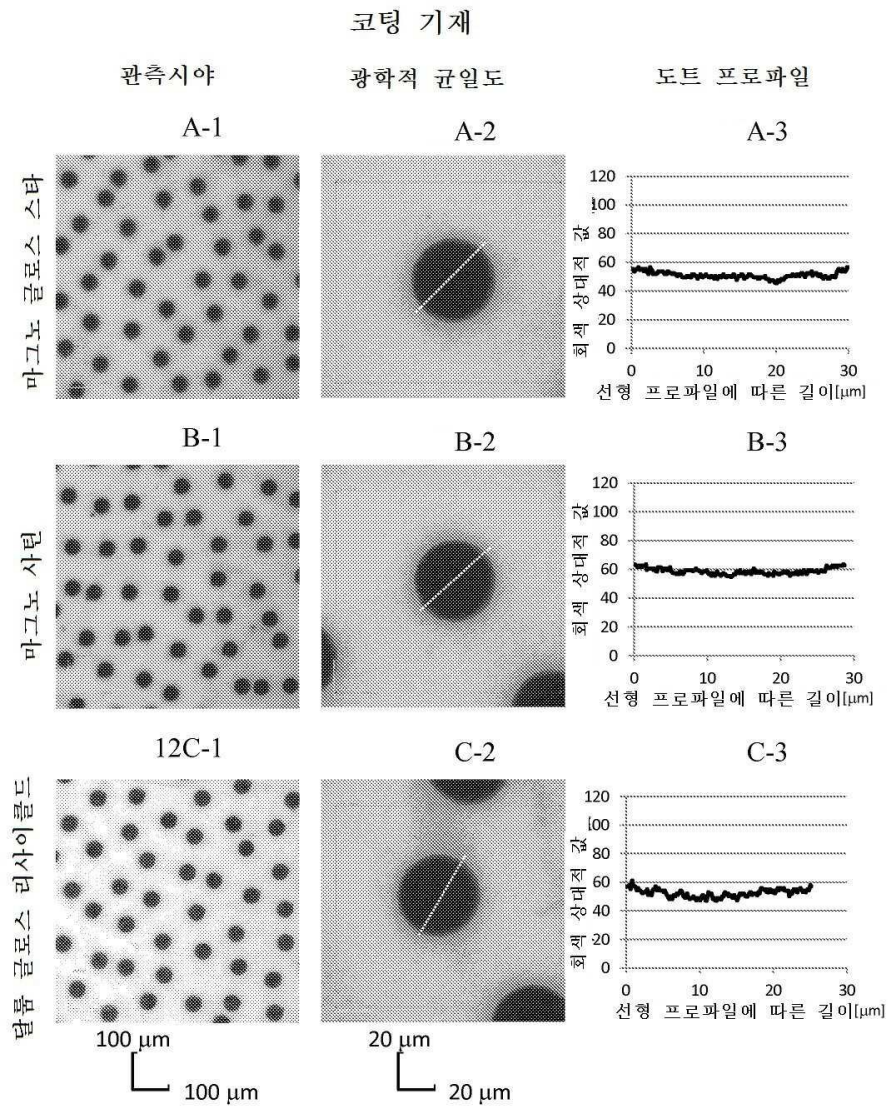 코팅 기재
관측시야 광학적 균일도 도트 프로파일
A-1 A-2 A-3
마그노 글로스 스타
회색 상대적 값
120
100
80
60
40
20
0
0 10 20 30
선형 프로파일에 따른 길이[μm]
B-1 B-2 B-3
마그노 사틴
회색 상대적 값
120
100
80
60
40
20
0
0 10 20 30
선형 프로파일에 따른 길이[μm]
12C-1 C-2 C-3
달룸 글로스 리사이클드
회색 상대적 값
120
100
80
60
40
20
0
0 10 20 30
선형 프로파일에 따른 길이[μm]
100 μm 20 μm
100 μm 20 μm